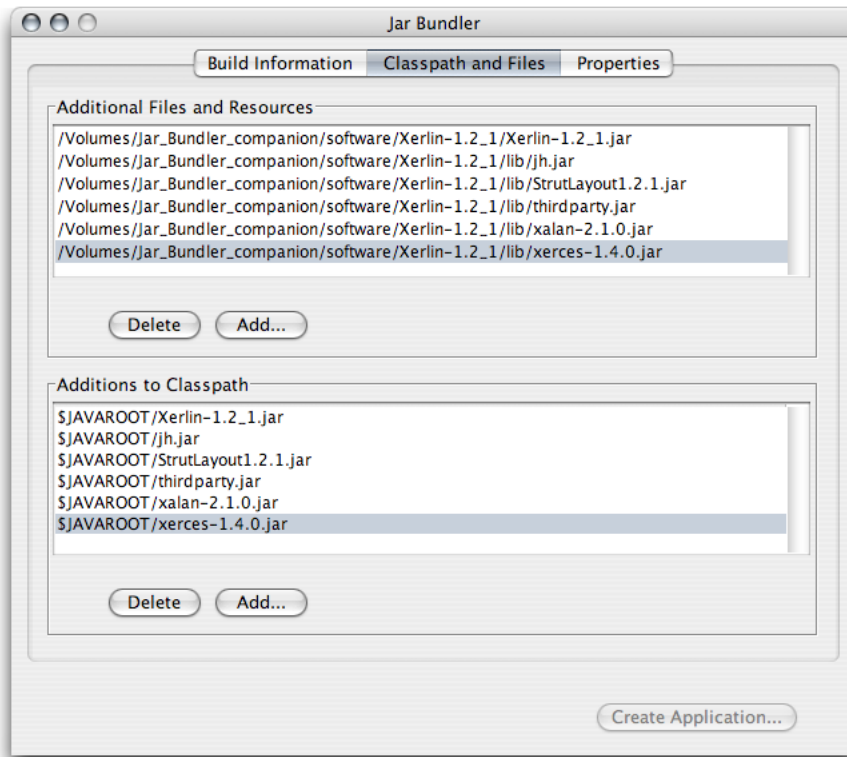 Jar Bundler
Build Information Classpath and Files Properties
Additional Files and Resources
/Volumes/Jar_Bundler_companion/software/Xerlin-1.2_1/Xerlin-1.2_1.jar
/Volumes/Jar_Bundler_companion/software/Xerlin-1.2_1/lib/jh.jar
/Volumes/Jar_Bundler_companion/software/Xerlin-1.2_1/lib/StrutLayout1.2.1.jar
/Volumes/Jar_Bundler_companion/software/Xerlin-1.2_1/lib/thirdparty.jar
/Volumes/Jar_Bundler_companion/software/Xerlin-1.2_1/lib/xalan-2.1.0.jar
/Volumes/Jar_Bundler_companion/software/Xerlin-1.2_1/lib/xerces-1.4.0.jar
Delete Add...
Additions to Classpath
$JAVAROOT/Xerlin-1.2_1.jar
$JAVAROOT/jh.jar
$JAVAROOT/StrutLayout1.2.1.jar
$JAVAROOT/thirdparty.jar
$JAVAROOT/xalan-2.1.0.jar
$JAVAROOT/xerces-1.4.0.jar
Delete Add...
Create Application...